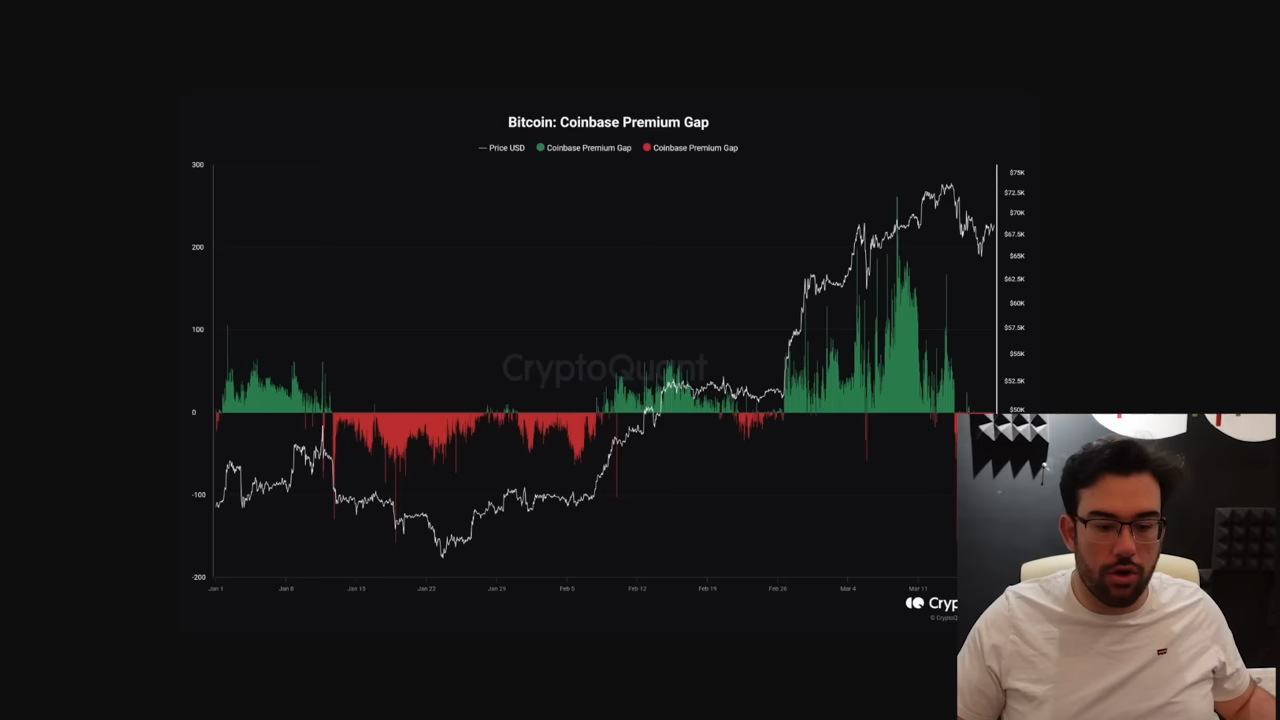 Bitcoin: Coinbase Premium Gap
Price USD Coinbase Premium Gap Coinbase Premium Gap
300
200
100
0
-100
-200
$75K
$72.5K
$70K
$67.5K
$65K
$62.5K
$60K
$57.5K
$55K
$52.5K
$50K
CryptoQuant
Jan 1 Jan 8 Jan 15 Jan 22 Jan 29 Feb 5 Feb 12 Feb 19 Feb 26 Mar 4 Mar 11
Cryp
© CryptoQ